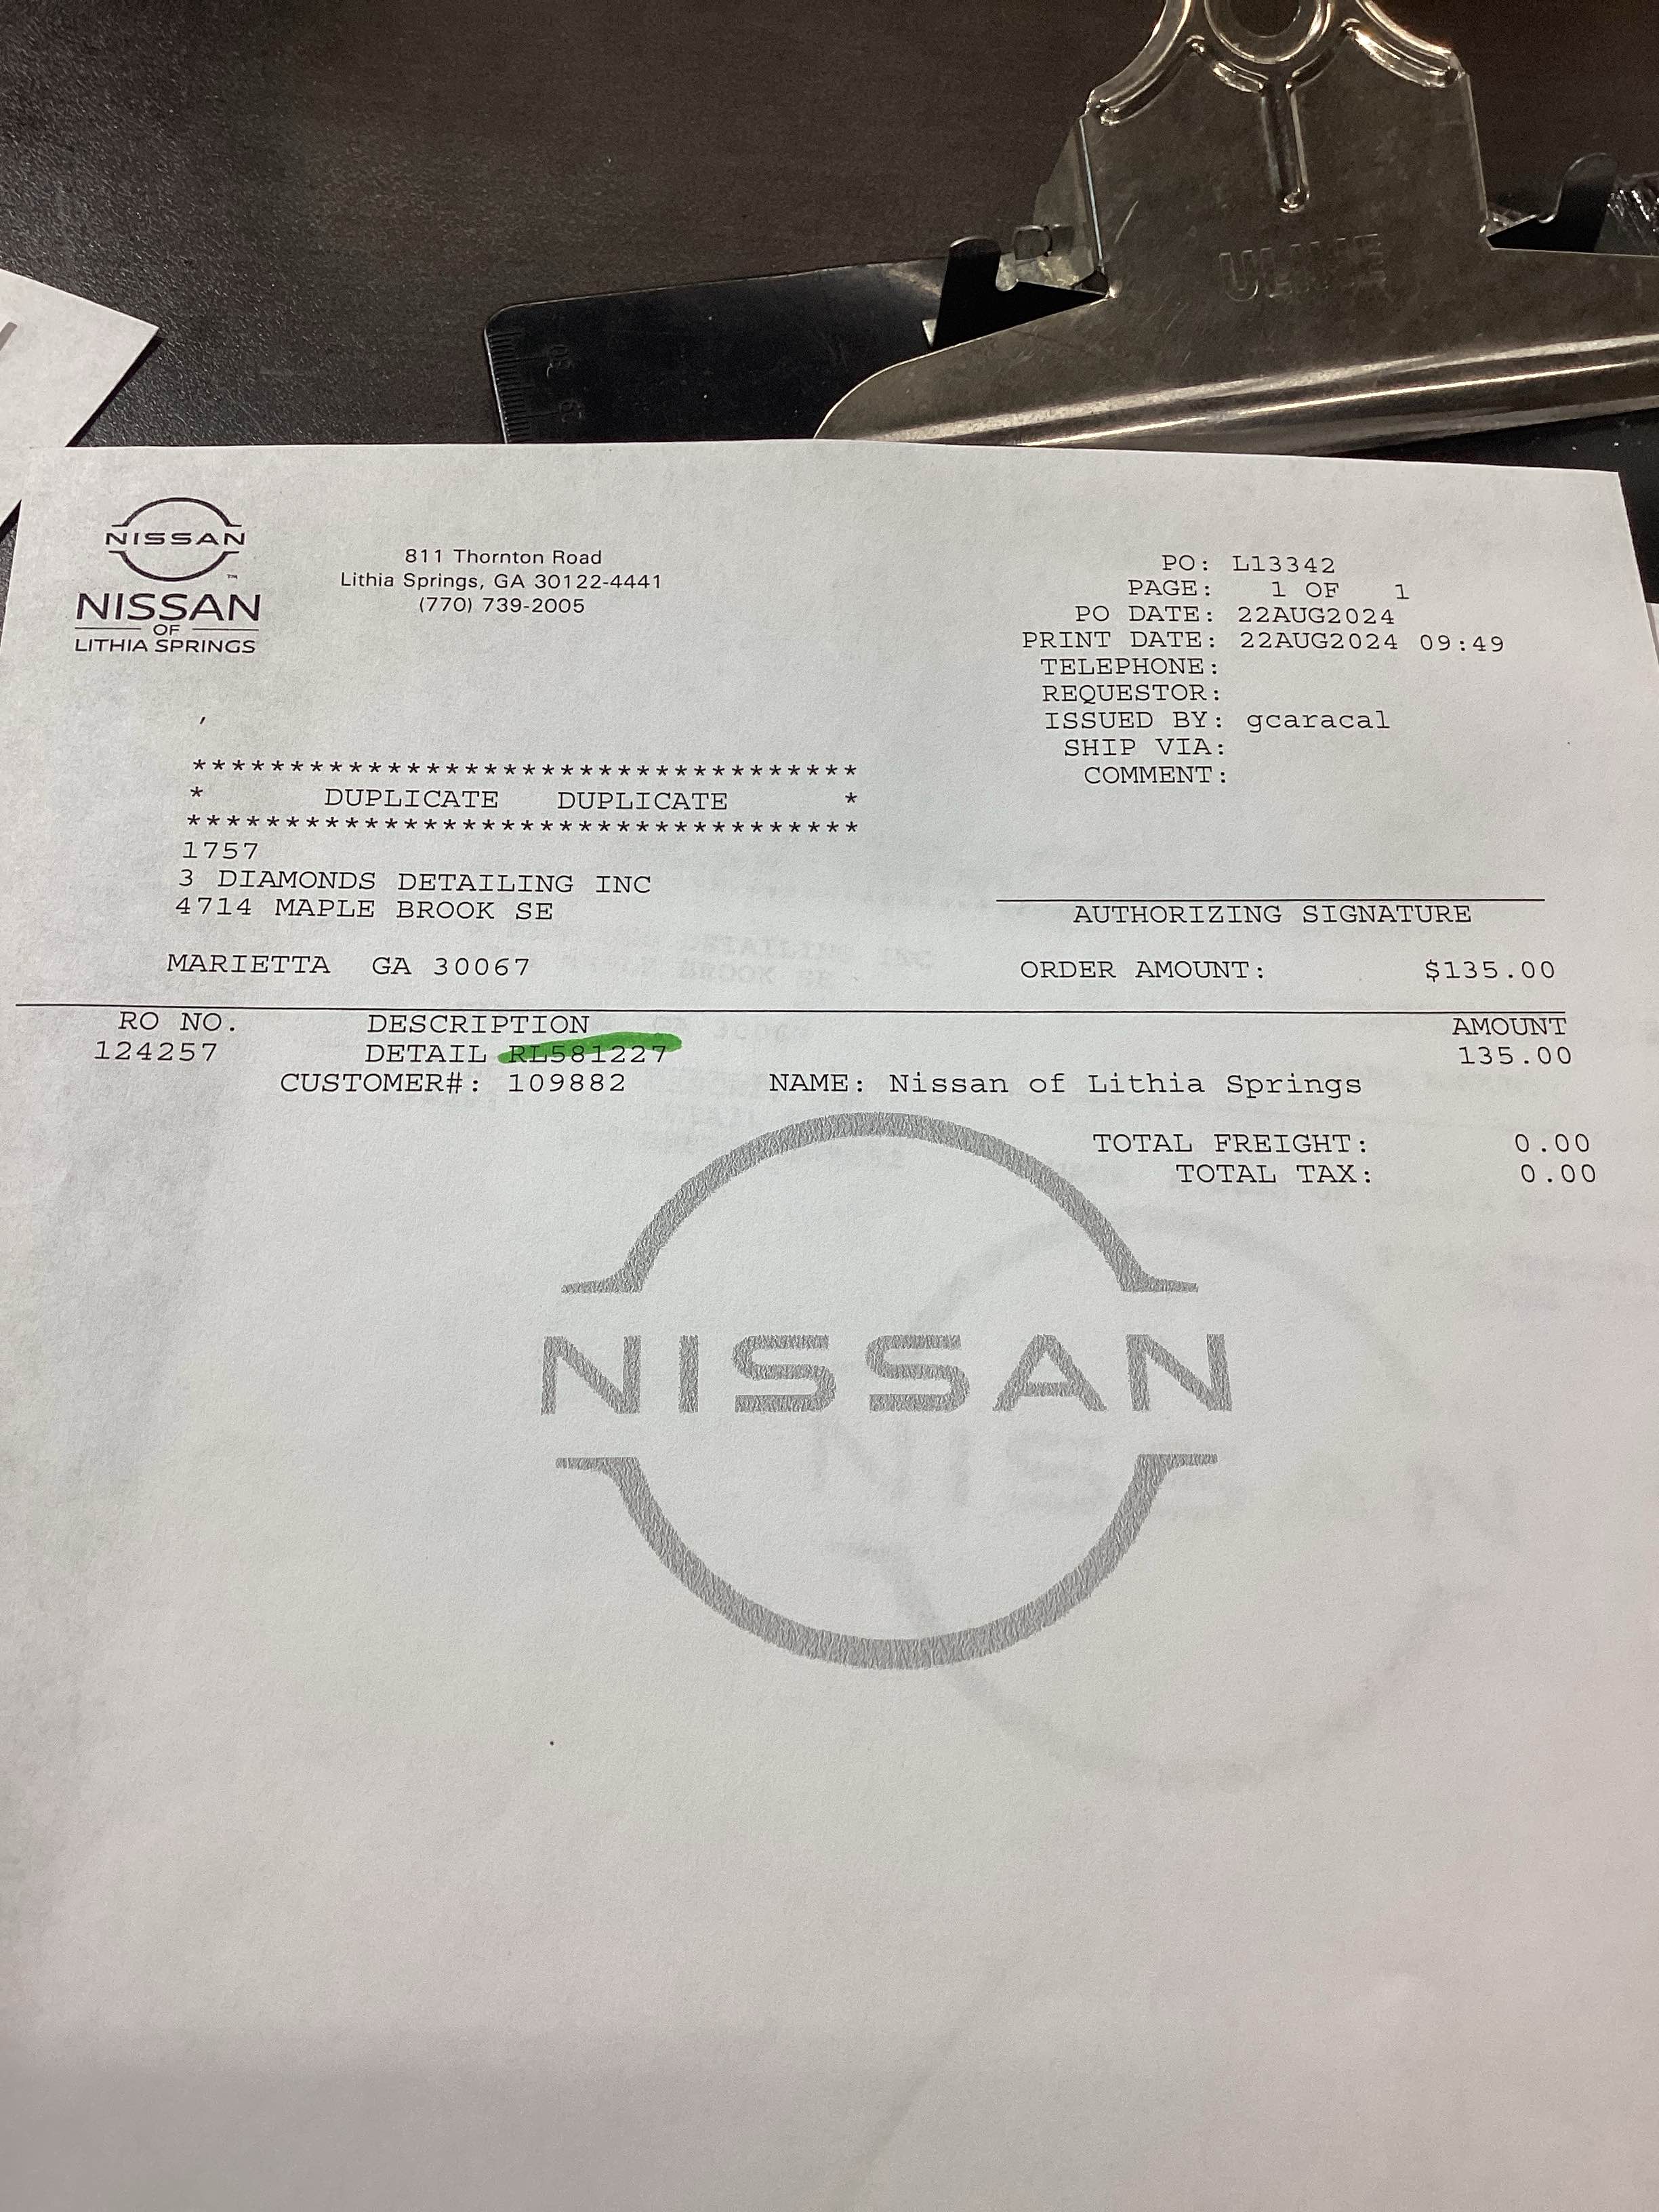 ULINE
30
29
NISSAN
NISSAN
OF
LITHIA SPRINGS
811 Thornton Road
Lithia Springs, GA 30122-4441
(770) 739-2005
PO: L13342
PAGE: 1 OF 1
PO DATE: 22AUG2024
PRINT DATE: 22AUG2024 09:49
TELEPHONE:
REQUESTOR:
ISSUED BY: gcaracal
SHIP VIA:
COMMENT:
,
***********************************
* DUPLICATE DUPLICATE *
***********************************
1757
3 DIAMONDS DETAILING INC
4714 MAPLE BROOK SE
MARIETTA GA 30067
AUTHORIZING SIGNATURE
ORDER AMOUNT: $135.00
RO NO. DESCRIPTION AMOUNT
124257 DETAIL RL581227 135.00
CUSTOMER#: 109882 NAME: Nissan of Lithia Springs
TOTAL FREIGHT: 0.00
TOTAL TAX: 0.00
NISSAN